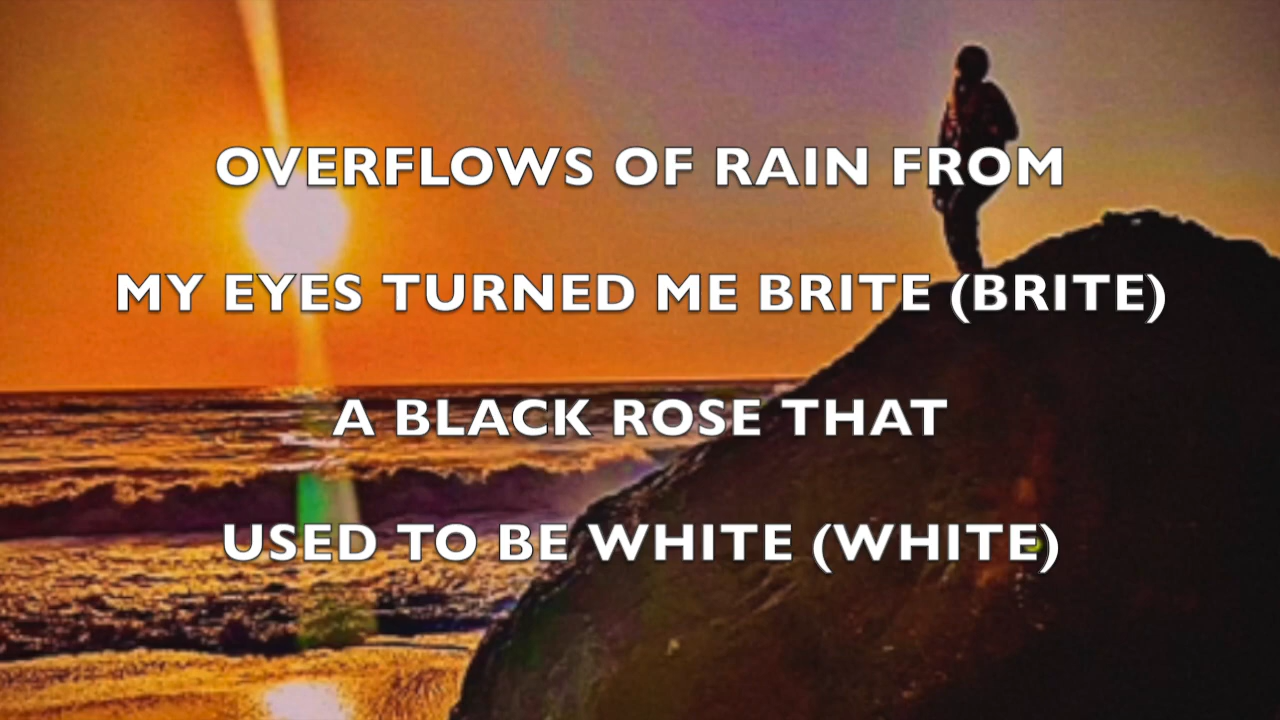 OVERFLOWS OF RAIN FROM
MY EYES TURNED ME BRITE (BRITE)
A BLACK ROSE THAT
USED TO BE WHITE (WHITE)